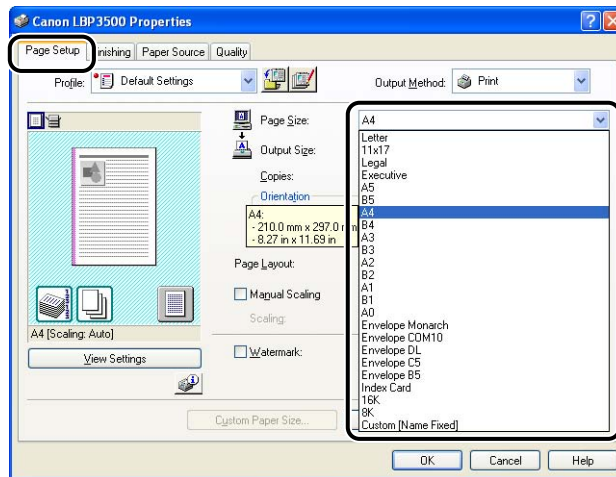 Canon LBP3500 Properties
Page Setup Finishing Paper Source Quality
Profile: Default Settings Output Method: Print
Page Size: A4
Output Size:
Copies:
Orientation
A4:
- 210.0 mm x 297.0 mm
- 8.27 in x 11.69 in
Page Layout:
Manual Scaling
Scaling:
A4 [Scaling: Auto]
View Settings
Watermark:
Custom Paper Size...
Letter
11x17
Legal
Executive
A5
B5
A4
B4
A3
B3
A2
B2
A1
B1
A0
Envelope Monarch
Envelope COM10
Envelope DL
Envelope C5
Envelope B5
Index Card
16K
8K
Custom [Name Fixed]
OK Cancel Help